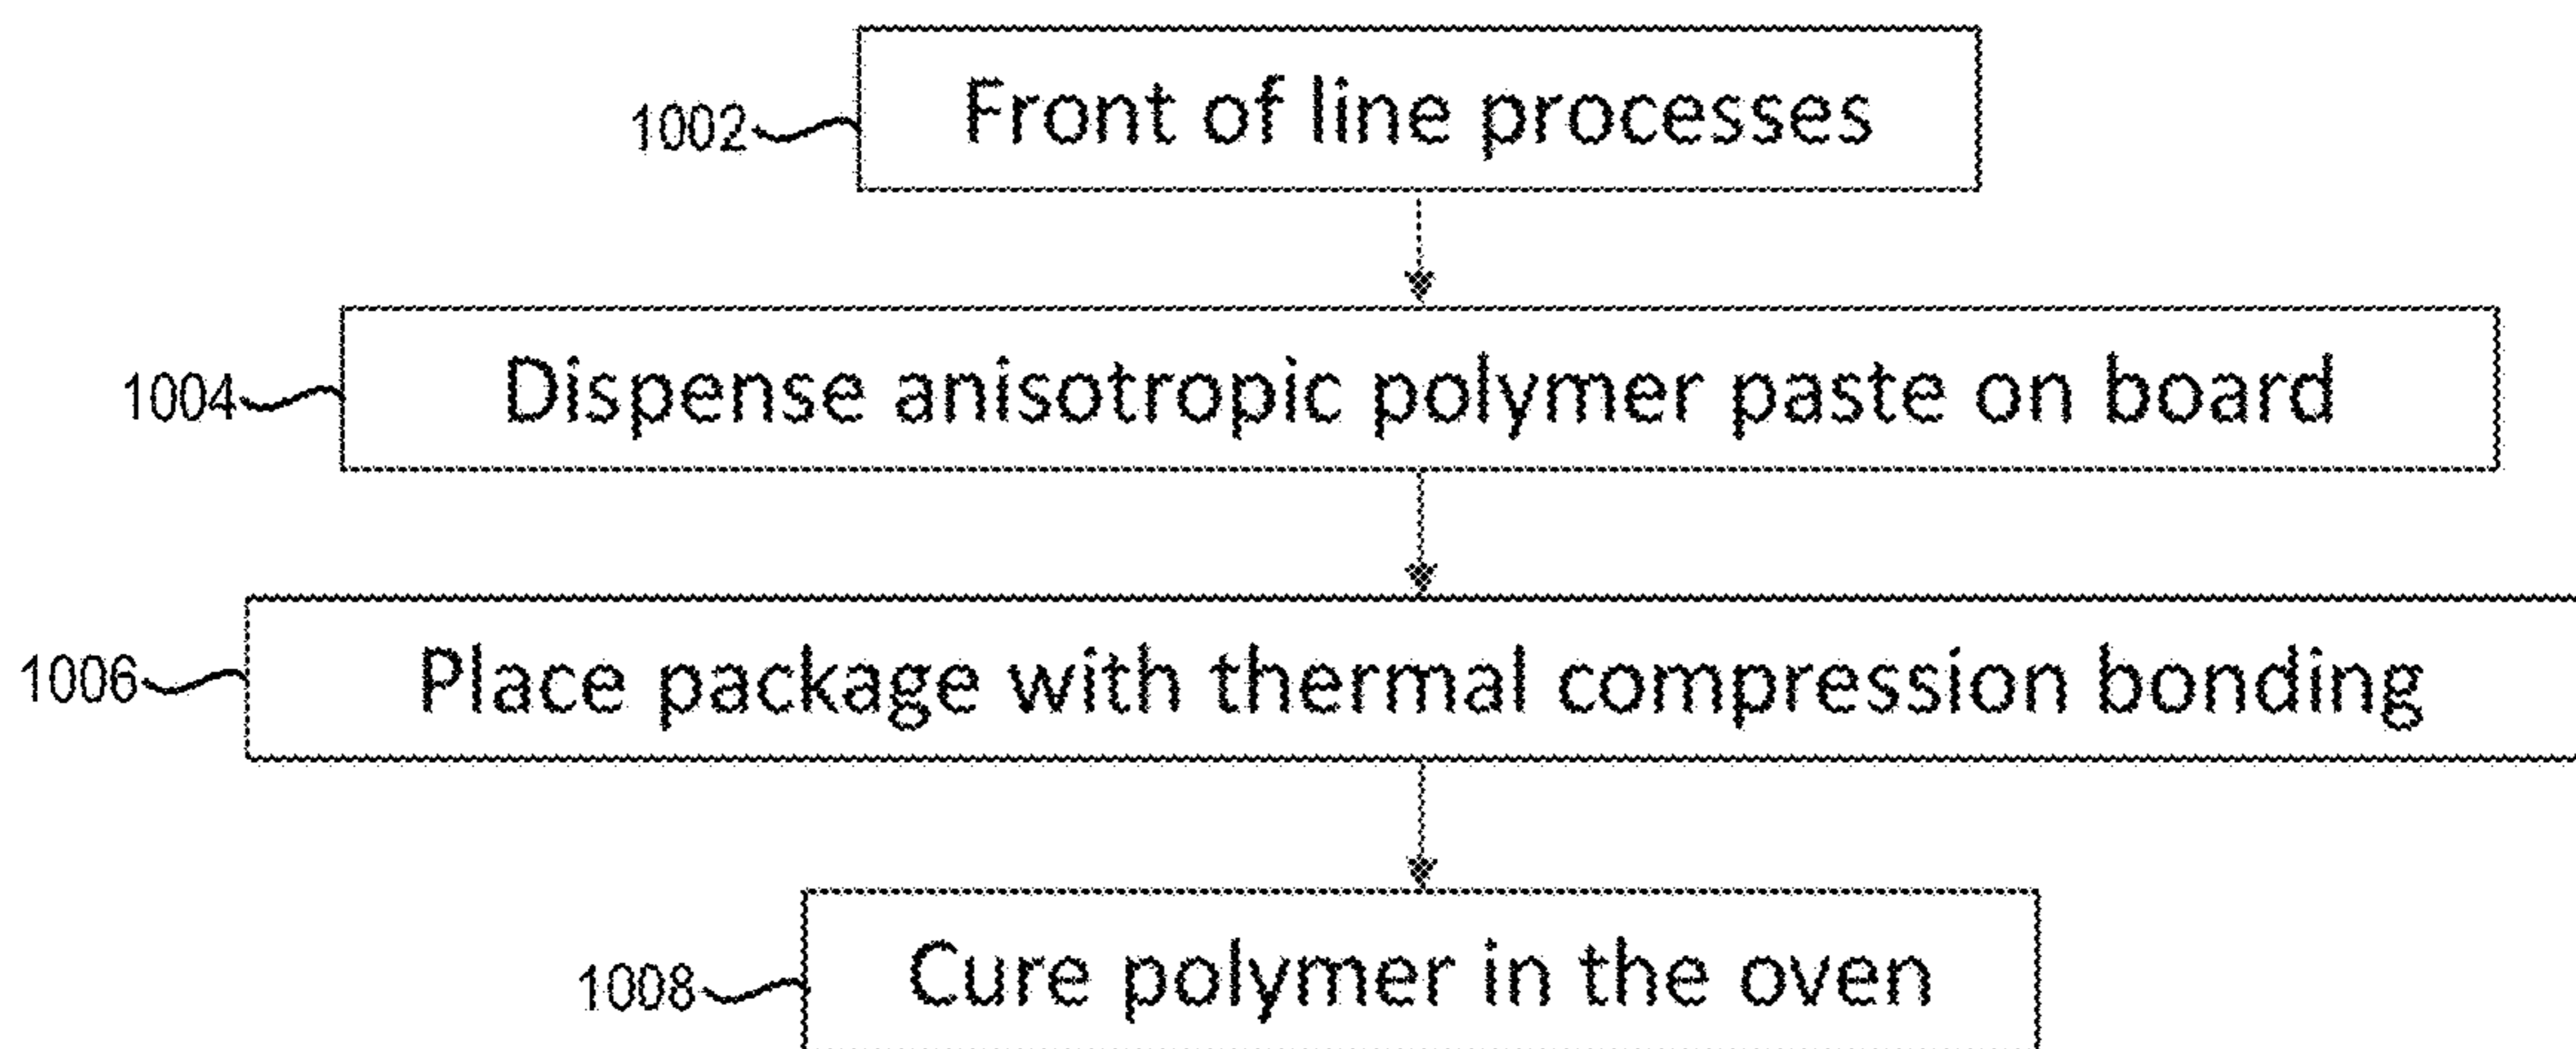 1002 Front of line processes
1004 Dispense anisotropic polymer paste on board
1006 Place package with thermal compression bonding
1008 Cure polymer in the oven